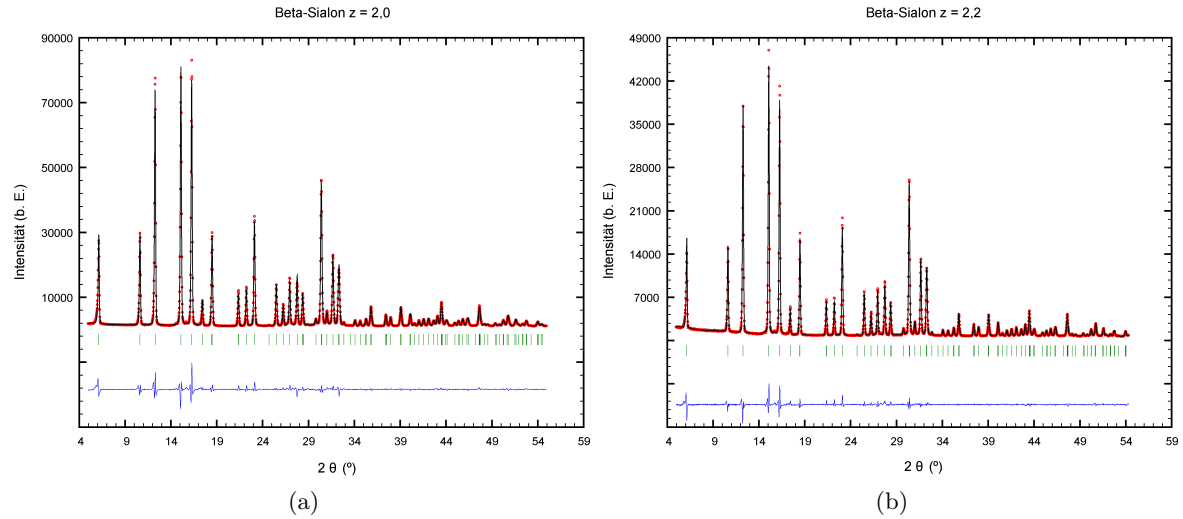 Beta-Sialon z = 2,0
90000
70000
50000
30000
10000
Intensität (b. E.)
4 9 14 19 24 29 34 39 44 49 54 59
2 θ (º)
(a)
Beta-Sialon z = 2,2
49000
42000
35000
28000
21000
14000
7000
Intensität (b. E.)
4 9 14 19 24 29 34 39 44 49 54 59
2 θ (º)
(b)